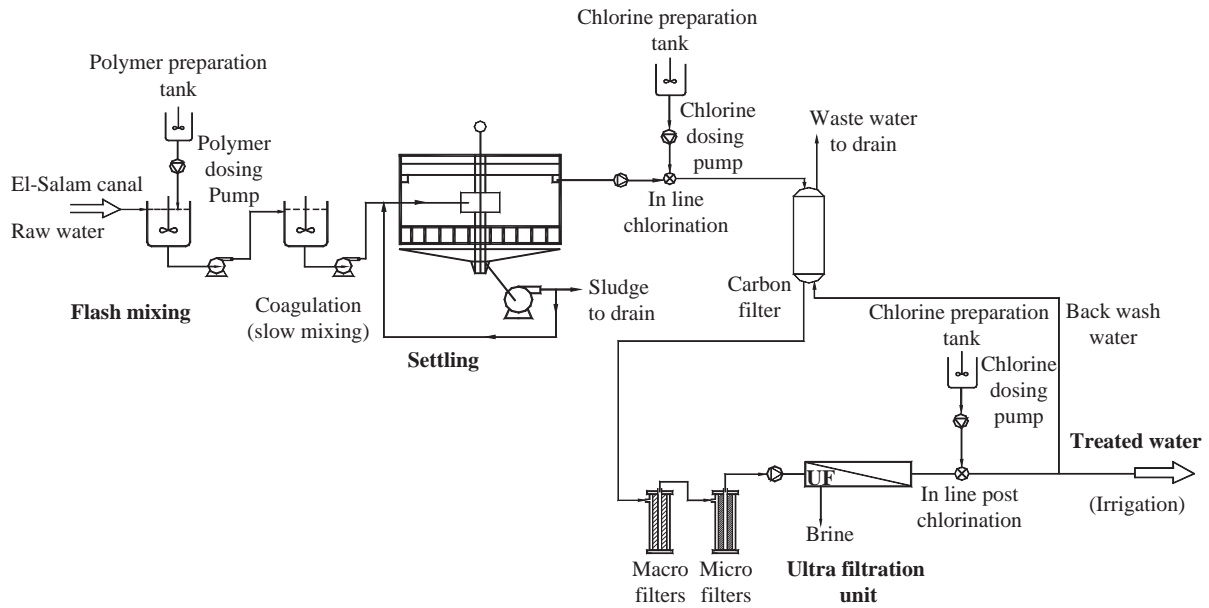 Chlorine preparation
tank
Polymer preparation
tank
Chlorine
dosing
pump
Waste water
to drain
Polymer
dosing
Pump
El-Salam canal
Raw water
In line
chlorination
Flash mixing
Coagulation
(slow mixing)
Settling
Sludge
to drain
Carbon
filter
Chlorine preparation
tank
Back wash
water
Chlorine
dosing
pump
Treated water
(Irrigation)
UF
In line post
chlorination
Brine
Macro
filters
Micro
filters
Ultra filtration
unit